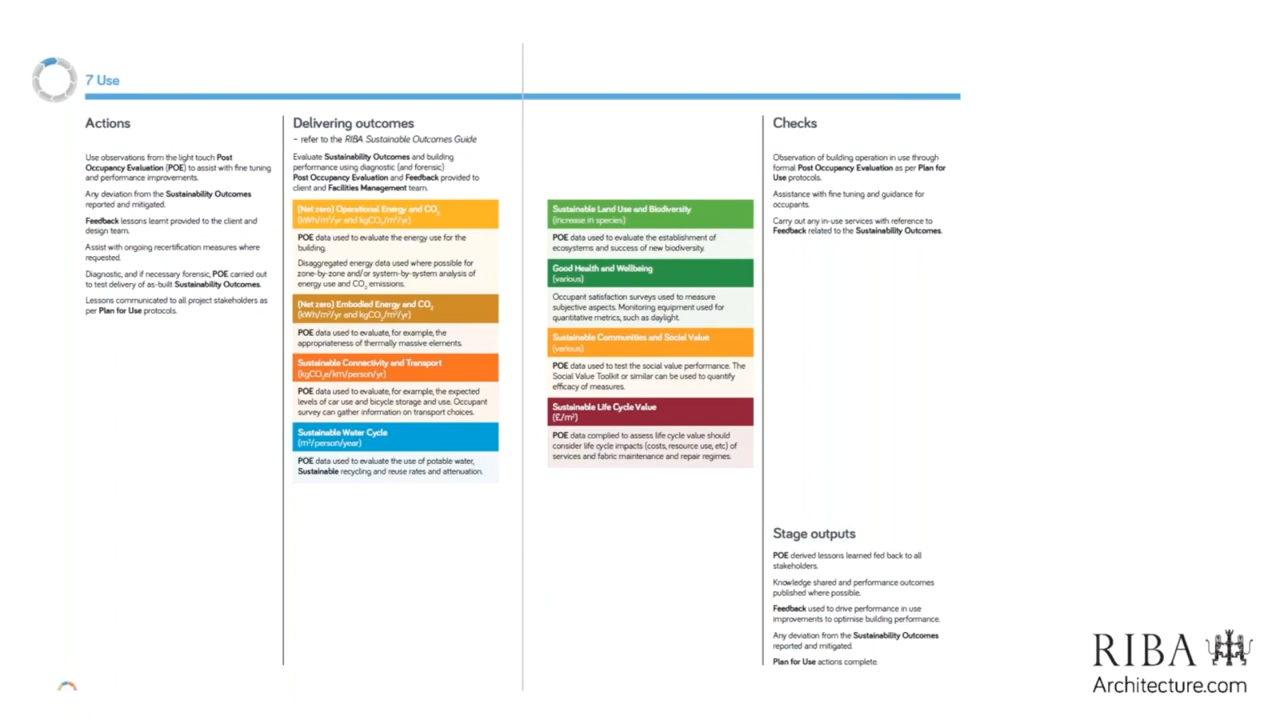 7 Use
Actions
Use observations from the light touch Post
Occupancy Evaluation (POE) to assist with fine tuning
and performance improvements.
Any deviation from the Sustainability Outcomes
reported and mitigated.
Feedback lessons learnt provided to the client and
design team.
Assist with ongoing recertification measures where
requested.
Diagnostic, and if necessary forensic, POE carried out
to test delivery of as-built Sustainability Outcomes.
Lessons communicated to all project stakeholders as
per Plan for Use protocols.
Delivering outcomes
– refer to the RIBA Sustainable Outcomes Guide
Evaluate Sustainability Outcomes and building
performance using diagnostic (and forensic)
Post Occupancy Evaluation and Feedback provided to
client and Facilities Management team.
(Net zero) Operational Energy and CO₂
(kWh/m²/yr and kgCO₂/m²/yr)
POE data used to evaluate the energy use for the
building.
Disaggregated energy data used where possible for
zone-by-zone and/or system-by-system analysis of
energy use and CO₂ emissions.
(Net zero) Embodied Energy and CO₂
(kWh/m²/yr and kgCO₂/m²/yr)
POE data used to evaluate, for example, the
appropriateness of thermally massive elements.
Sustainable Connectivity and Transport
(kgCO₂e/km/person/yr)
POE data used to evaluate, for example, the expected
levels of car use and bicycle storage and use. Occupant
survey can gather information on transport choices.
Sustainable Water Cycle
(m³/person/year)
POE data used to evaluate the use of potable water,
Sustainable recycling and reuse rates and attenuation.
Sustainable Land Use and Biodiversity
(increase in species)
POE data used to evaluate the establishment of
ecosystems and success of new biodiversity.
Good Health and Wellbeing
(various)
Occupant satisfaction surveys used to measure
subjective aspects. Monitoring equipment used for
quantitative metrics, such as daylight.
Sustainable Communities and Social Value
(various)
POE data used to test the social value performance. The
Social Value Toolkit or similar can be used to quantify
efficacy of measures.
Sustainable Life Cycle Value
(£/m²)
POE data complied to assess life cycle value should
consider life cycle impacts (costs, resource use, etc) of
services and fabric maintenance and repair regimes.
Checks
Observation of building operation in use through
formal Post Occupancy Evaluation as per Plan for
Use protocols.
Assistance with fine tuning and guidance for
occupants.
Carry out any in-use services with reference to
Feedback related to the Sustainability Outcomes.
Stage outputs
POE derived lessons learned fed back to all
stakeholders.
Knowledge shared and performance outcomes
published where possible.
Feedback used to drive performance in use
improvements to optimise building performance.
Any deviation from the Sustainability Outcomes
reported and mitigated.
Plan for Use actions complete.
RIBA
Architecture.com